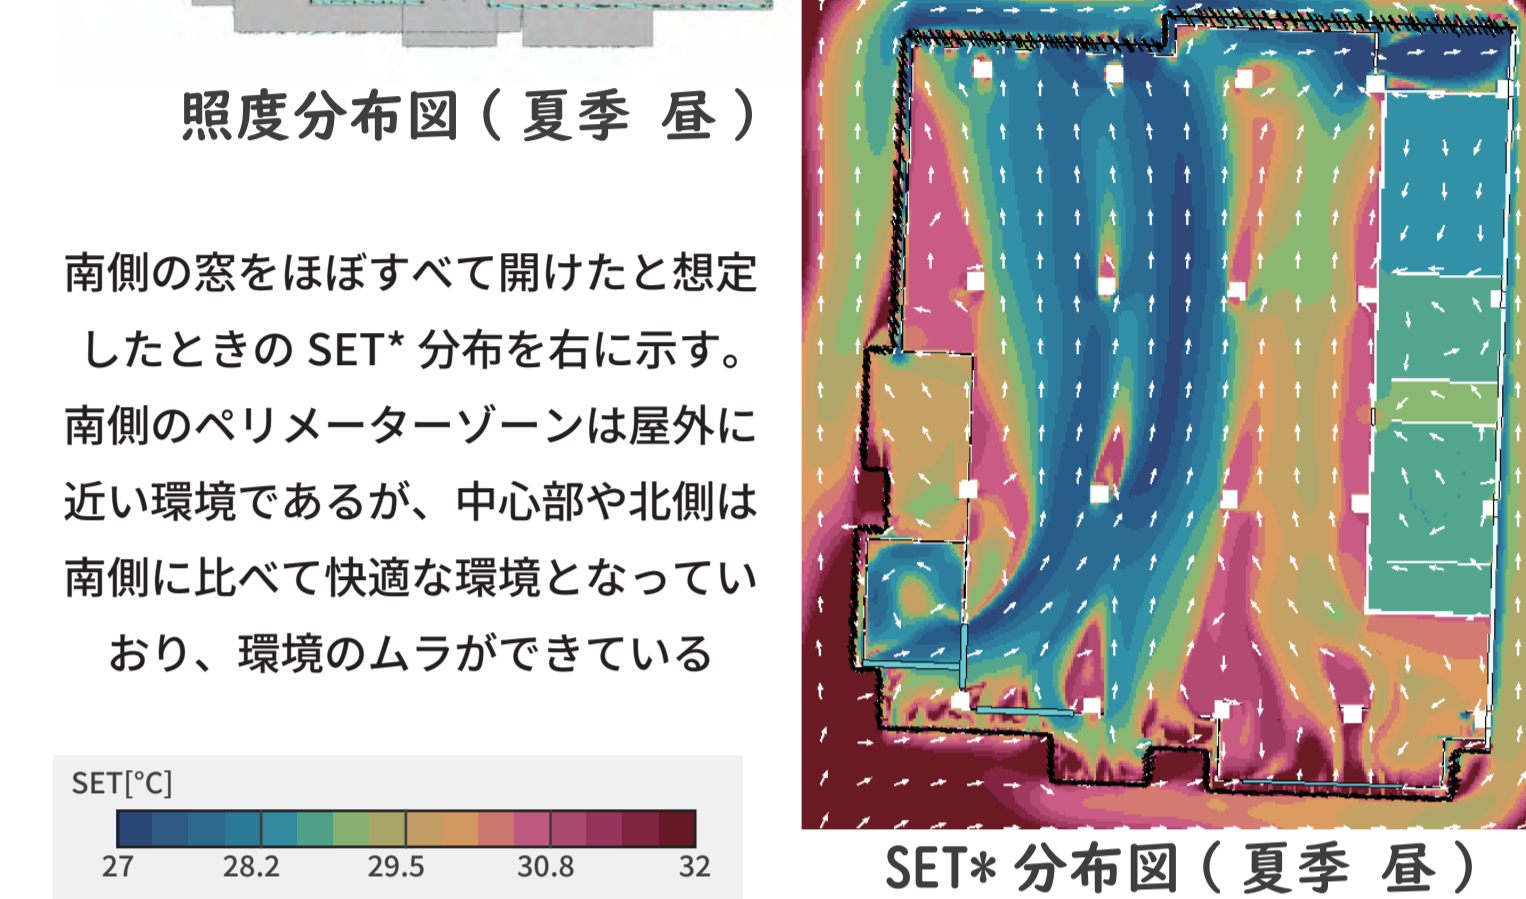 照度分布図（夏季 昼）
南側の窓をほぼすべて開けたと想定
したときの SET* 分布を右に示す。
南側のペリメーターゾーンは屋外に
近い環境であるが、中心部や北側は
南側に比べて快適な環境となってい
おり、環境のムラができている
SET[°C]
27 28.2 29.5 30.8 32
SET* 分布図（夏季 昼）